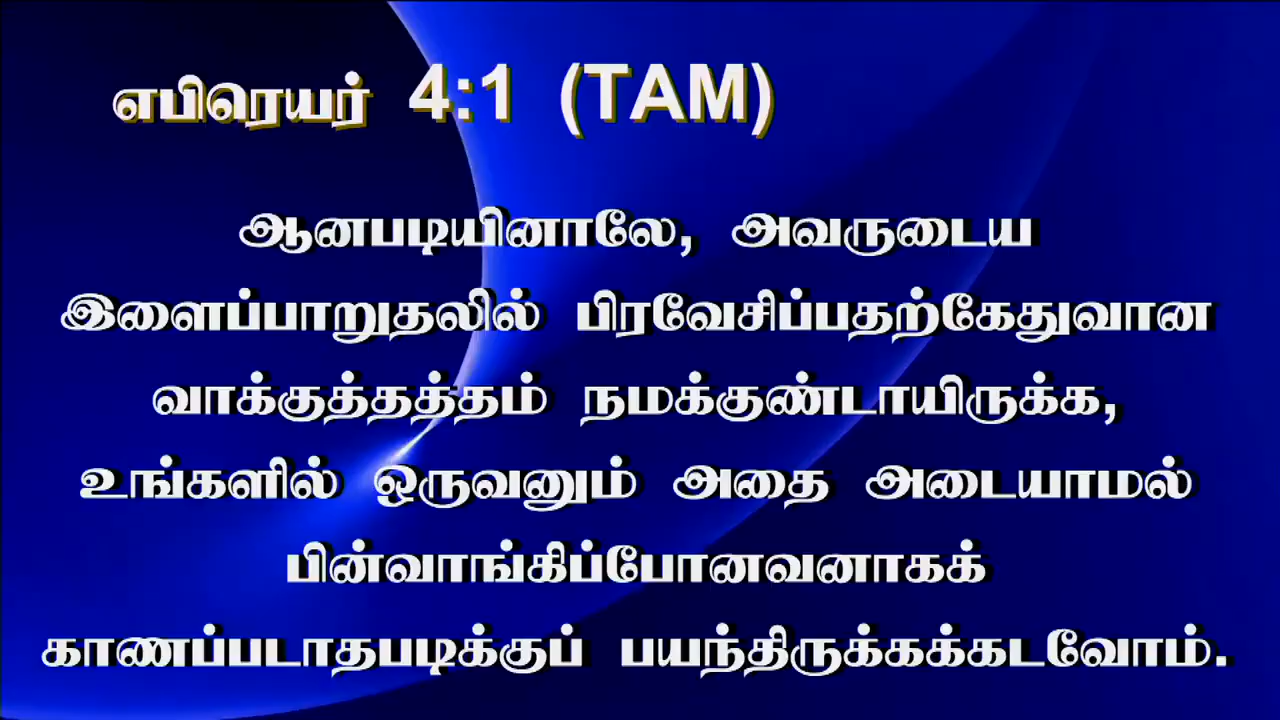 எபிரெயர் 4:1 (TAM)
ஆனபடியினாலே, அவருடைய
இளைப்பாறுதலில் பிரவேசிப்பதற்கேதுவான
வாக்குத்தத்தம் நமக்குண்டாயிருக்க,
உங்களில் ஒருவனும் அதை அடையாமல்
பின்வாங்கிப்போனவனாகக்
காணப்படாதபடிக்குப் பயந்திருக்கக்கடவோம்.